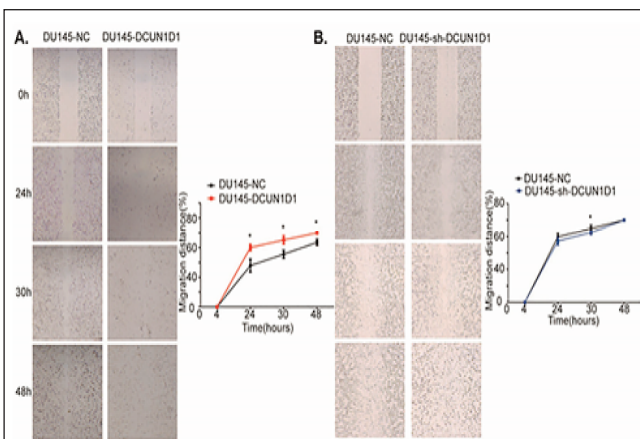 A.
DU145-NC DU145-DCUN1D1
0h
24h
30h
48h
DU145-NC
DU145-DCUN1D1
Migration distance(%)
80
60
40
0
* * *
0 4 24 30 48
Time(hours)
B.
DU145-NC DU145-sh-DCUN1D1
DU145-NC
DU145-sh-DCUN1D1
Migration distance(%)
80
60
40
0
*
0 4 24 30 48
Time(hours)